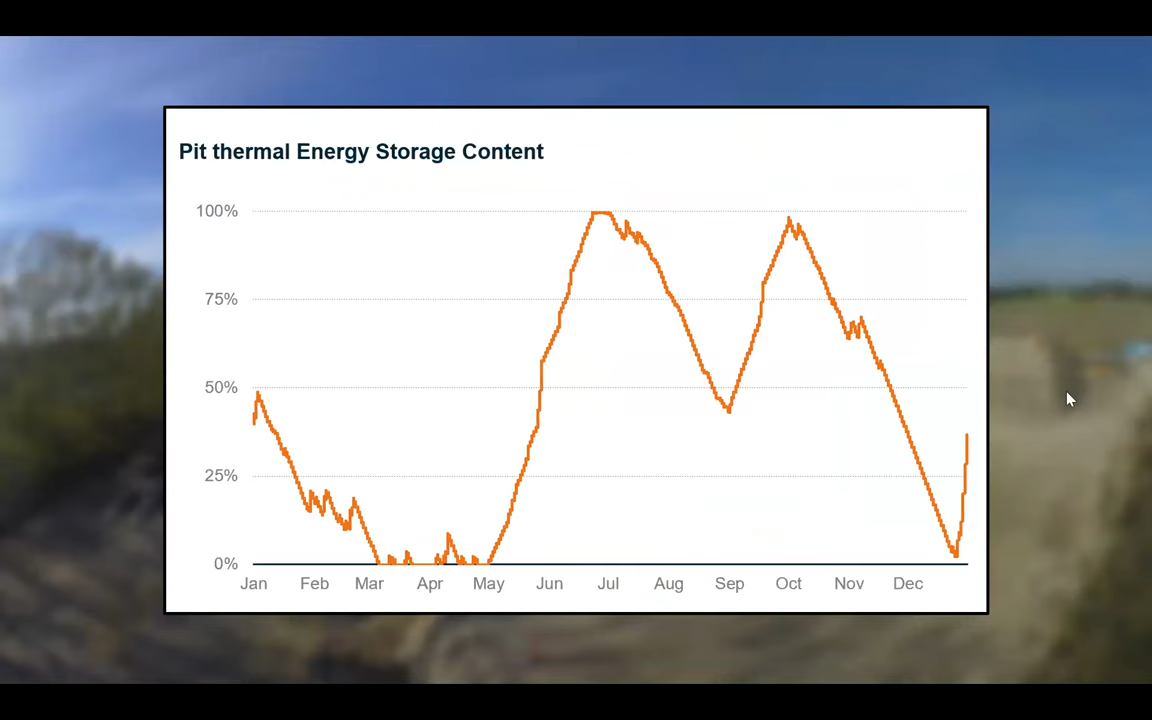 Pit thermal Energy Storage Content
100%
75%
50%
25%
0%
Jan Feb Mar Apr May Jun Jul Aug Sep Oct Nov Dec